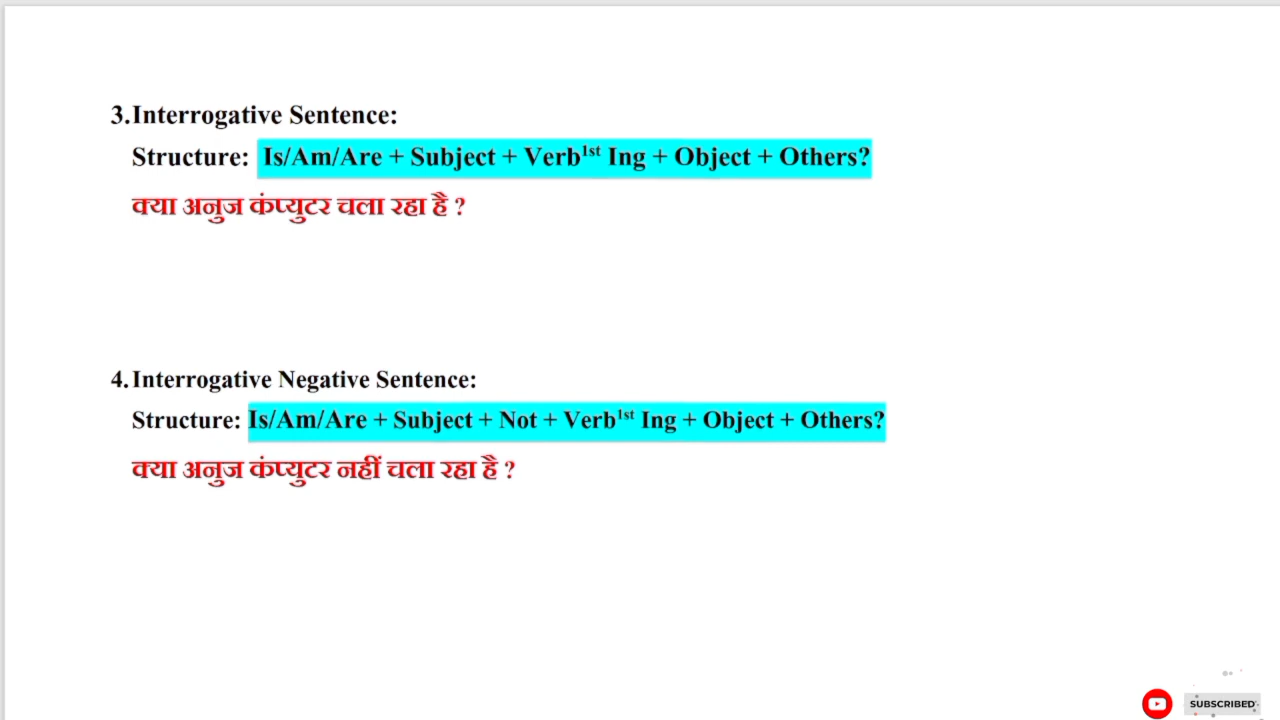 3.Interrogative Sentence:
Structure: Is/Am/Are + Subject + Verb1st Ing + Object + Others?
क्या अनुज कंप्युटर चला रहा है ?
4.Interrogative Negative Sentence:
Structure: Is/Am/Are + Subject + Not + Verb1st Ing + Object + Others?
क्या अनुज कंप्युटर नहीं चला रहा है ?
SUBSCRIBED